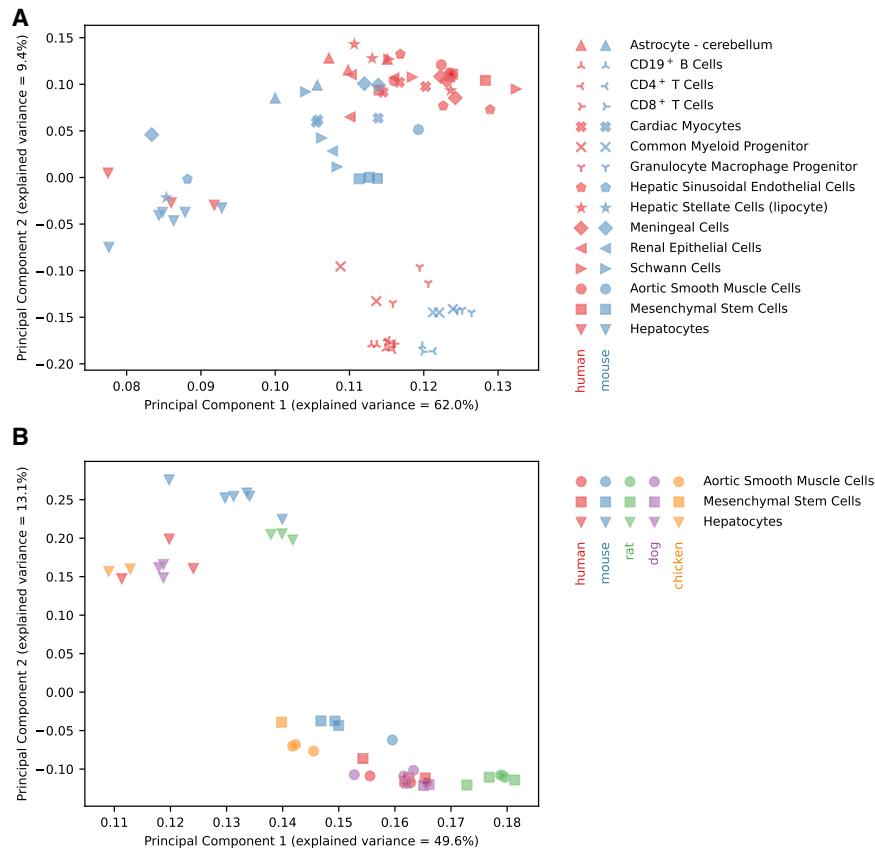 A
Principal Component 2 (explained variance = 9.4%)
0.15
0.10
0.05
0.00
−0.05
−0.10
−0.15
−0.20
0.08 0.09 0.10 0.11 0.12 0.13
Principal Component 1 (explained variance = 62.0%)
Astrocyte - cerebellum
CD19⁺ B Cells
CD4⁺ T Cells
CD8⁺ T Cells
Cardiac Myocytes
Common Myeloid Progenitor
Granulocyte Macrophage Progenitor
Hepatic Sinusoidal Endothelial Cells
Hepatic Stellate Cells (lipocyte)
Meningeal Cells
Renal Epithelial Cells
Schwann Cells
Aortic Smooth Muscle Cells
Mesenchymal Stem Cells
Hepatocytes
human
mouse
B
Principal Component 2 (explained variance = 13.1%)
0.25
0.20
0.15
0.10
0.05
0.00
−0.05
−0.10
0.11 0.12 0.13 0.14 0.15 0.16 0.17 0.18
Principal Component 1 (explained variance = 49.6%)
Aortic Smooth Muscle Cells
Mesenchymal Stem Cells
Hepatocytes
human
mouse
rat
dog
chicken